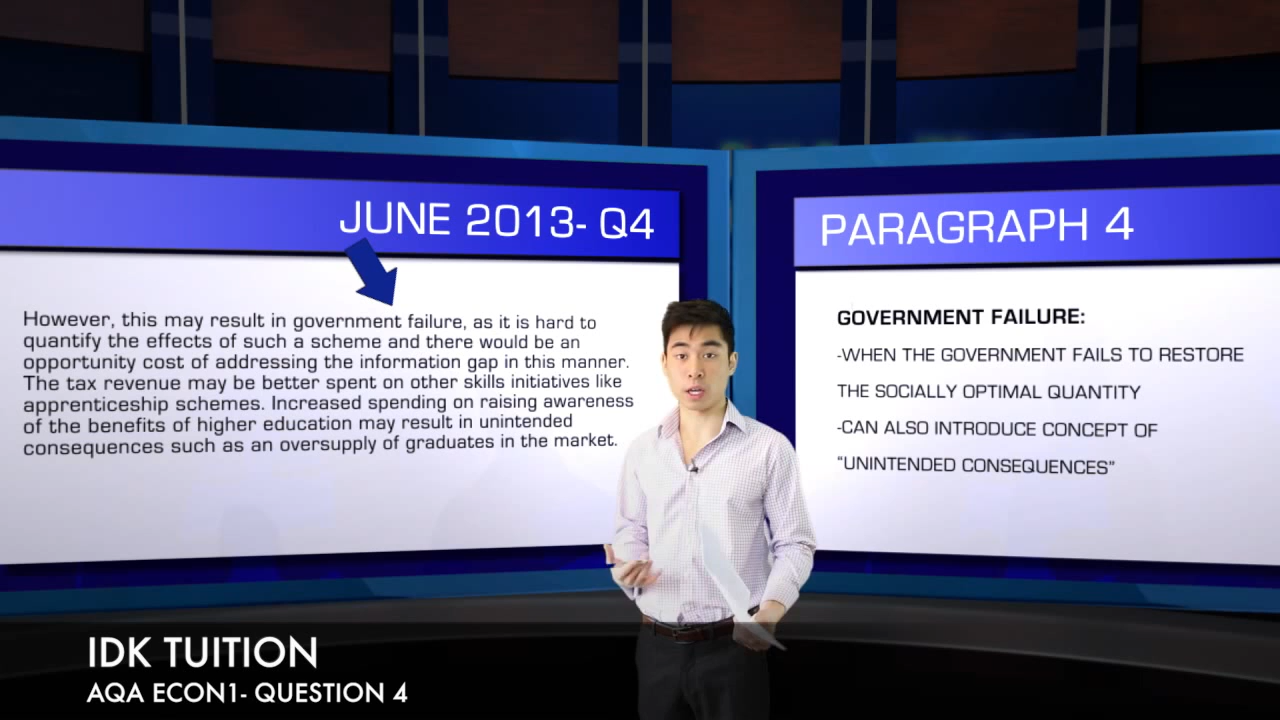 JUNE 2013- Q4
However, this may result in government failure, as it is hard to
quantify the effects of such a scheme and there would be an
opportunity cost of addressing the information gap in this manner.
The tax revenue may be better spent on other skills initiatives like
apprenticeship schemes. Increased spending on raising awareness
of the benefits of higher education may result in unintended
consequences such as an oversupply of graduates in the market.
PARAGRAPH 4
GOVERNMENT FAILURE:
-WHEN THE GOVERNMENT FAILS TO RESTORE
THE SOCIALLY OPTIMAL QUANTITY
-CAN ALSO INTRODUCE CONCEPT OF
“UNINTENDED CONSEQUENCES”
IDK TUITION
AQA ECON1- QUESTION 4